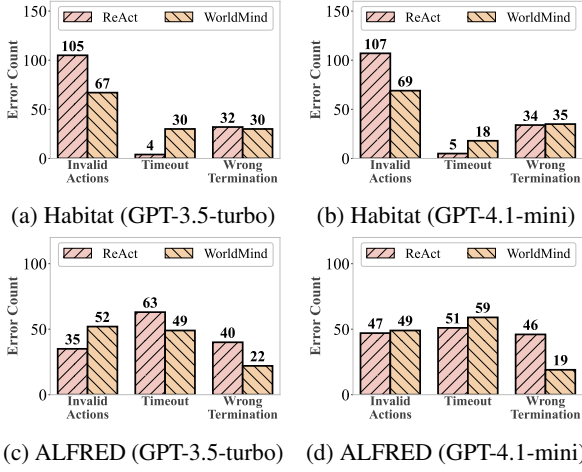 ReAct WorldMind
Error Count
150
100
50
0
105 67 4 30 32 30
Invalid Actions Timeout Wrong Termination
(a) Habitat (GPT-3.5-turbo)
ReAct WorldMind
Error Count
150
100
50
0
107 69 5 18 34 35
Invalid Actions Timeout Wrong Termination
(b) Habitat (GPT-4.1-mini)
ReAct WorldMind
Error Count
100
50
0
35 52 63 49 40 22
Invalid Actions Timeout Wrong Termination
(c) ALFRED (GPT-3.5-turbo)
ReAct WorldMind
Error Count
100
50
0
47 49 51 59 46 19
Invalid Actions Timeout Wrong Termination
(d) ALFRED (GPT-4.1-mini)